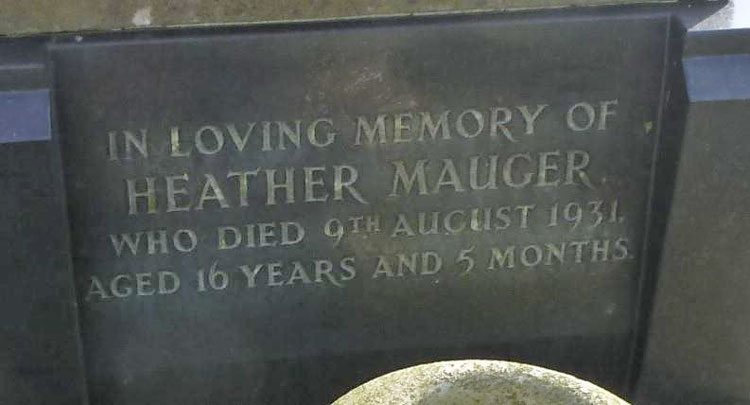 IN LOVING MEMORY OF
HEATHER MAUGER.
WHO DIED 9TH AUGUST 1931.
AGED 16 YEARS AND 5 MONTHS.